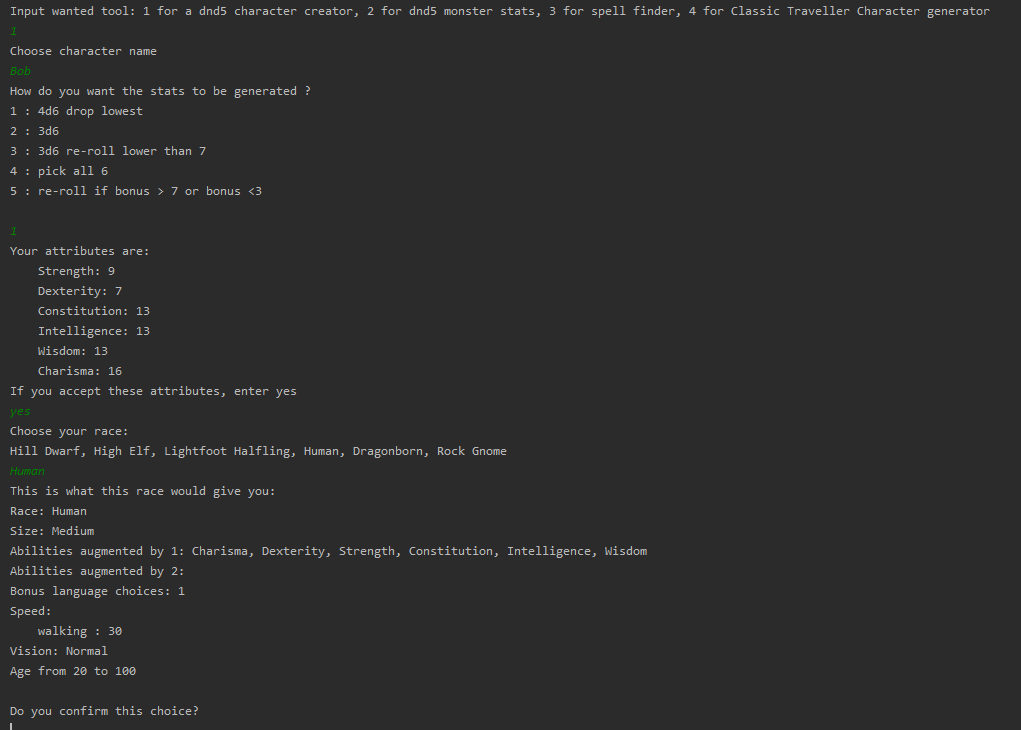 Input wanted tool: 1 for a dnd5 character creator, 2 for dnd5 monster stats, 3 for spell finder, 4 for Classic Traveller Character generator
1
Choose character name
Bob
How do you want the stats to be generated ?
1 : 4d6 drop lowest
2 : 3d6
3 : 3d6 re-roll lower than 7
4 : pick all 6
5 : re-roll if bonus > 7 or bonus <3
1
Your attributes are:
Strength: 9
Dexterity: 7
Constitution: 13
Intelligence: 13
Wisdom: 13
Charisma: 16
If you accept these attributes, enter yes
yes
Choose your race:
Hill Dwarf, High Elf, Lightfoot Halfling, Human, Dragonborn, Rock Gnome
Human
This is what this race would give you:
Race: Human
Size: Medium
Abilities augmented by 1: Charisma, Dexterity, Strength, Constitution, Intelligence, Wisdom
Abilities augmented by 2:
Bonus language choices: 1
Speed:
walking : 30
Vision: Normal
Age from 20 to 100
Do you confirm this choice?